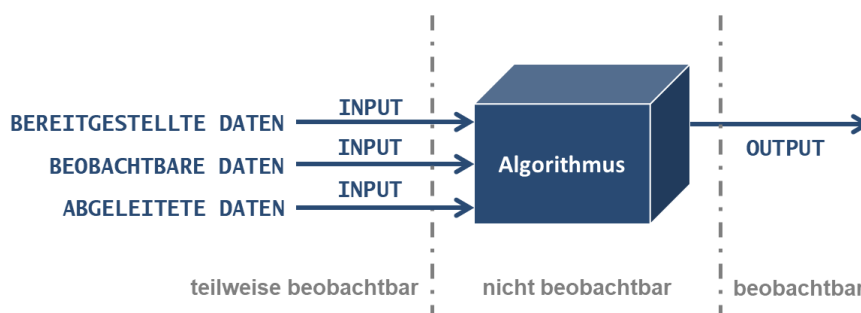 BEREITGESTELLTE DATEN
INPUT
BEOBACHTBARE DATEN
INPUT
ABGELEITETE DATEN
INPUT
Algorithmus
OUTPUT
teilweise beobachtbar
nicht beobachtbar
beobachtbar